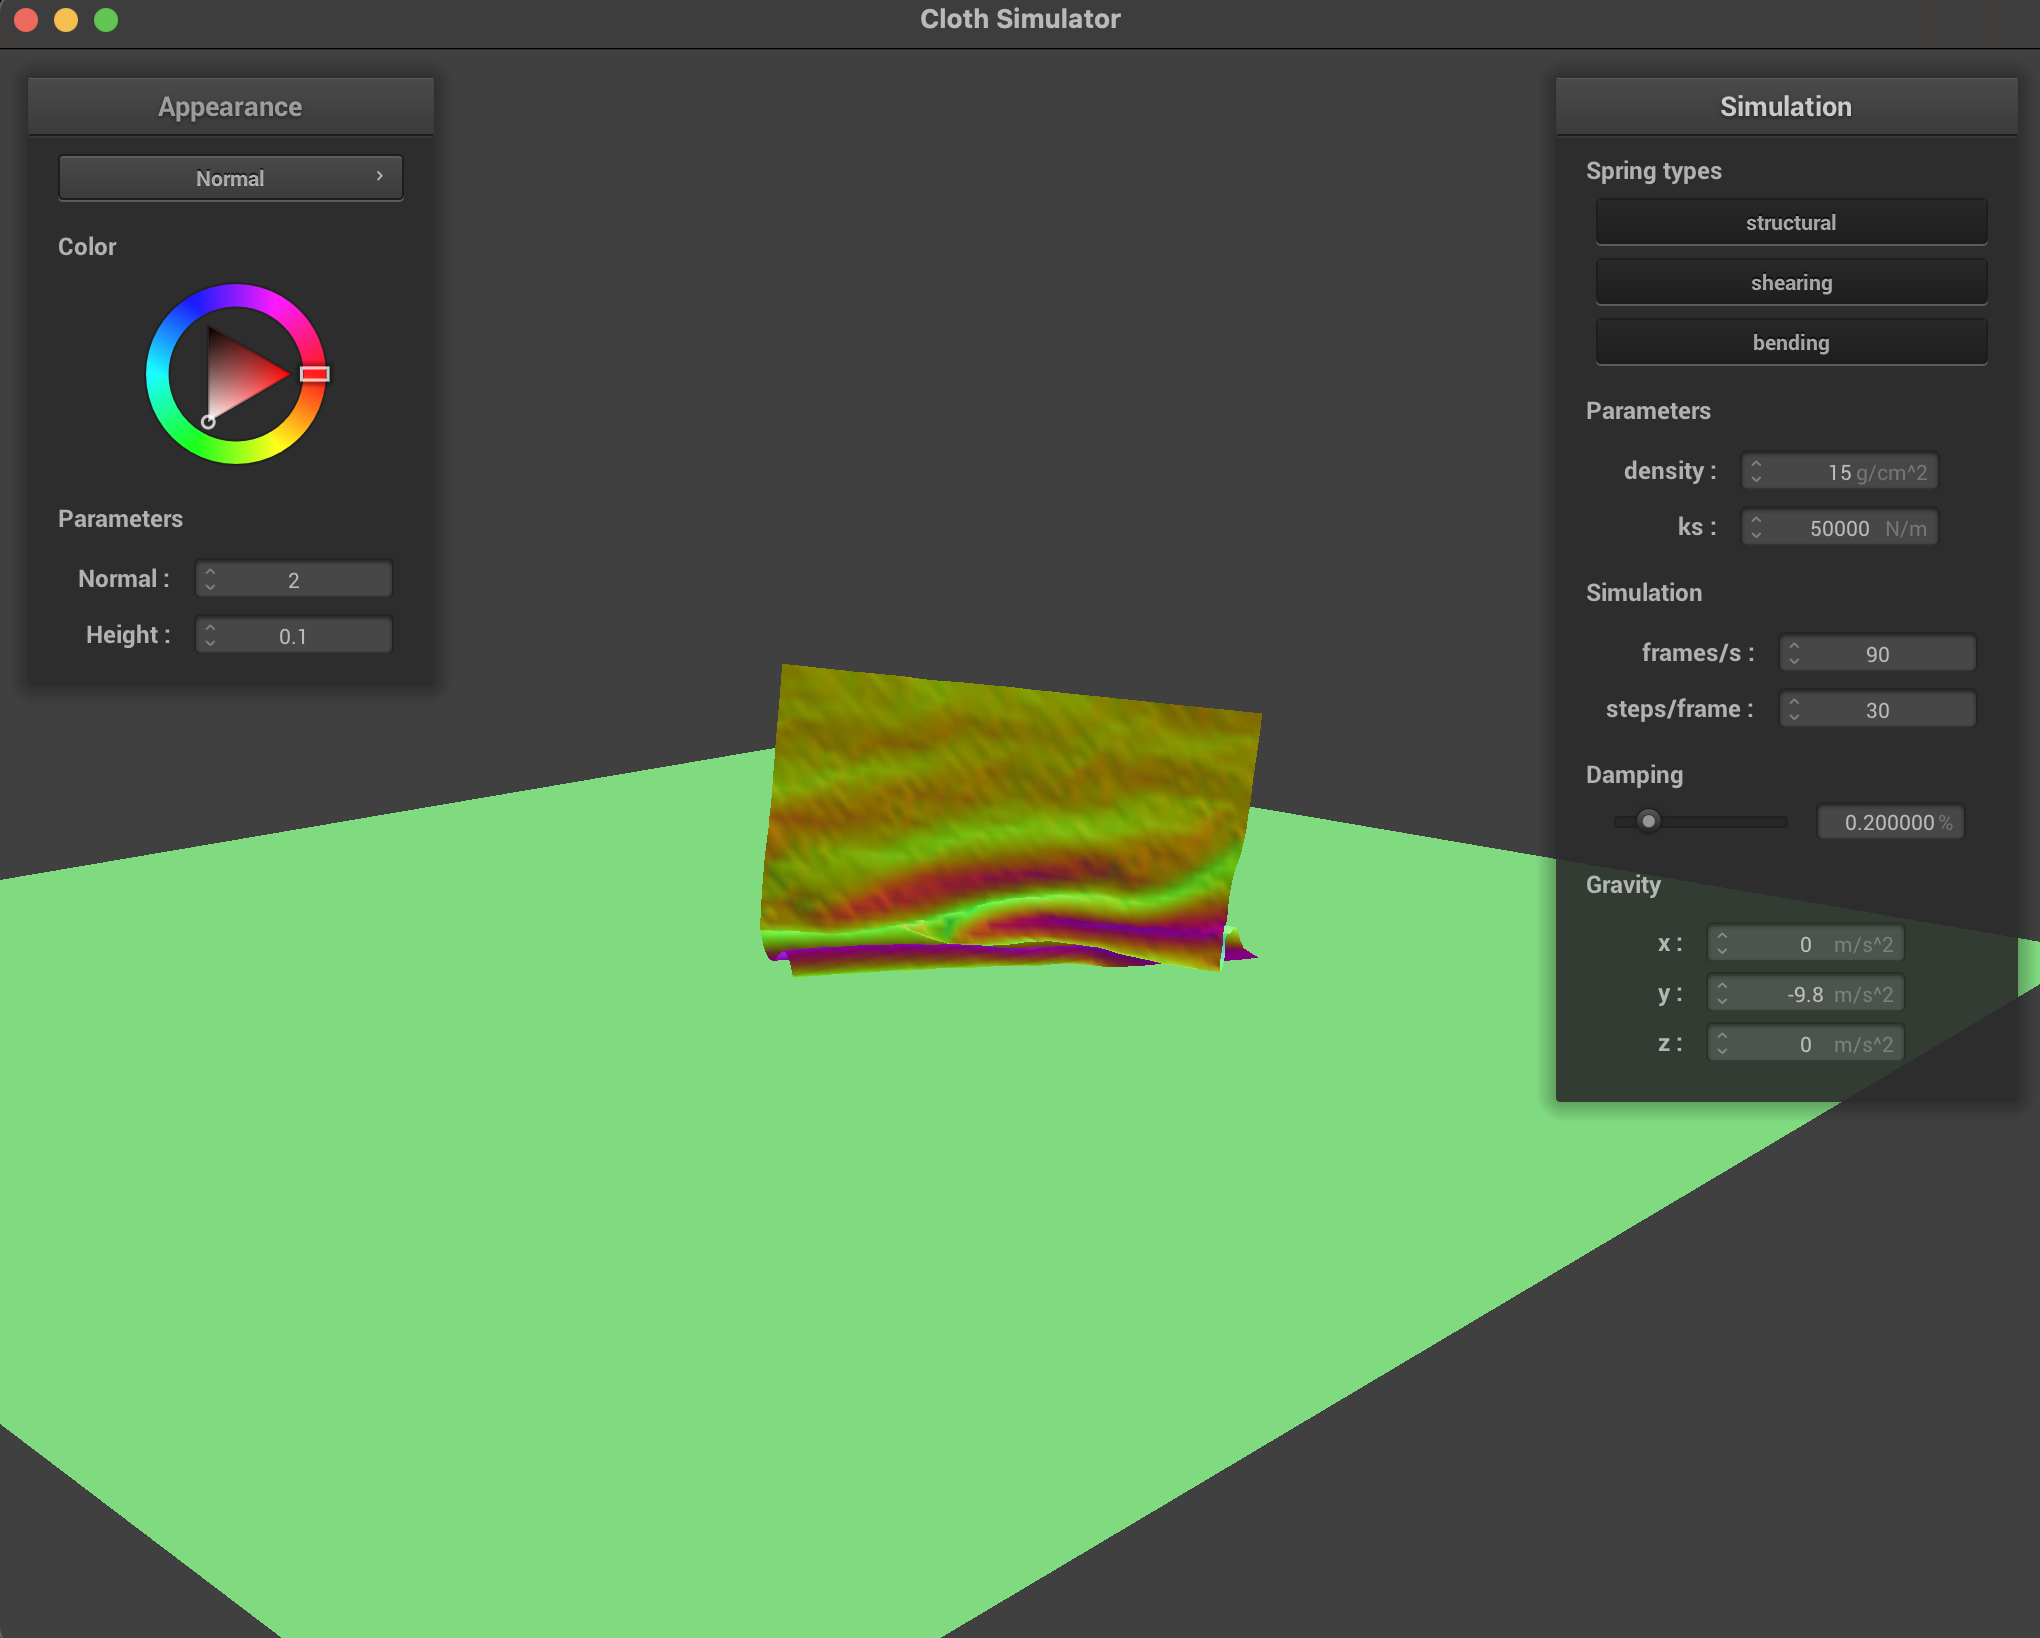 Cloth Simulator
Appearance
Normal
Color
Parameters
Normal : 2
Height : 0.1
Simulation
Spring types
structural
shearing
bending
Parameters
density : 15 g/cm^2
ks : 50000 N/m
Simulation
frames/s : 90
steps/frame : 30
Damping
0.200000 %
Gravity
x : 0 m/s^2
y : -9.8 m/s^2
z : 0 m/s^2